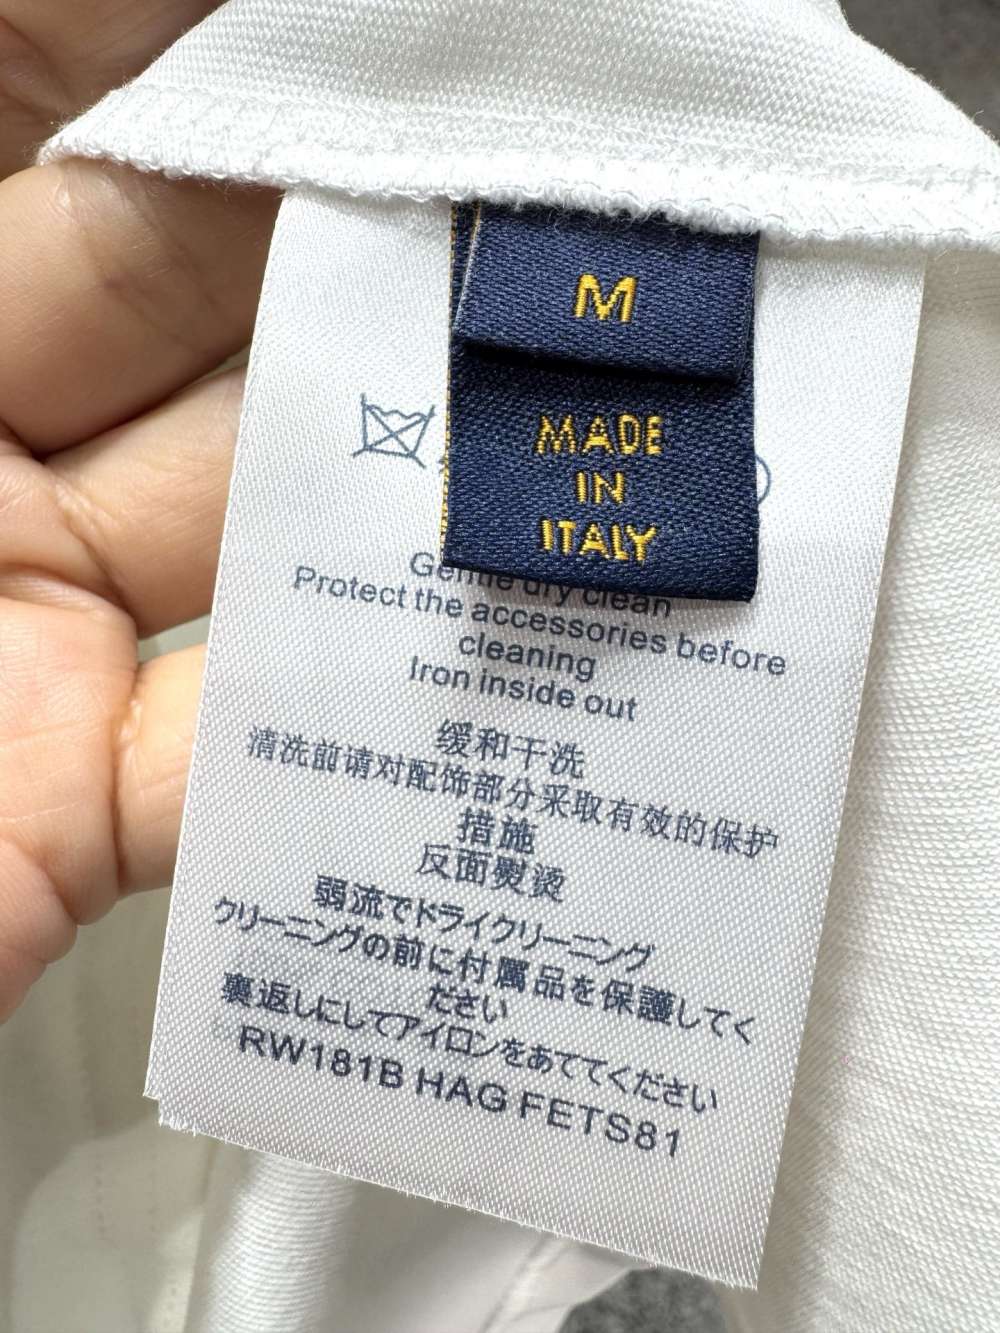 M
MADE
IN
ITALY
Gentle dry clean
Protect the accessories before
cleaning
Iron inside out
缓和干洗
清洗前请对配饰部分采取有效的保护
措施
反面熨烫
弱流でドライクリーニング
クリーニングの前に付属品を保護してく
ださい
裏返しにしてアイロンをあててください
RW181B HAG FETS81